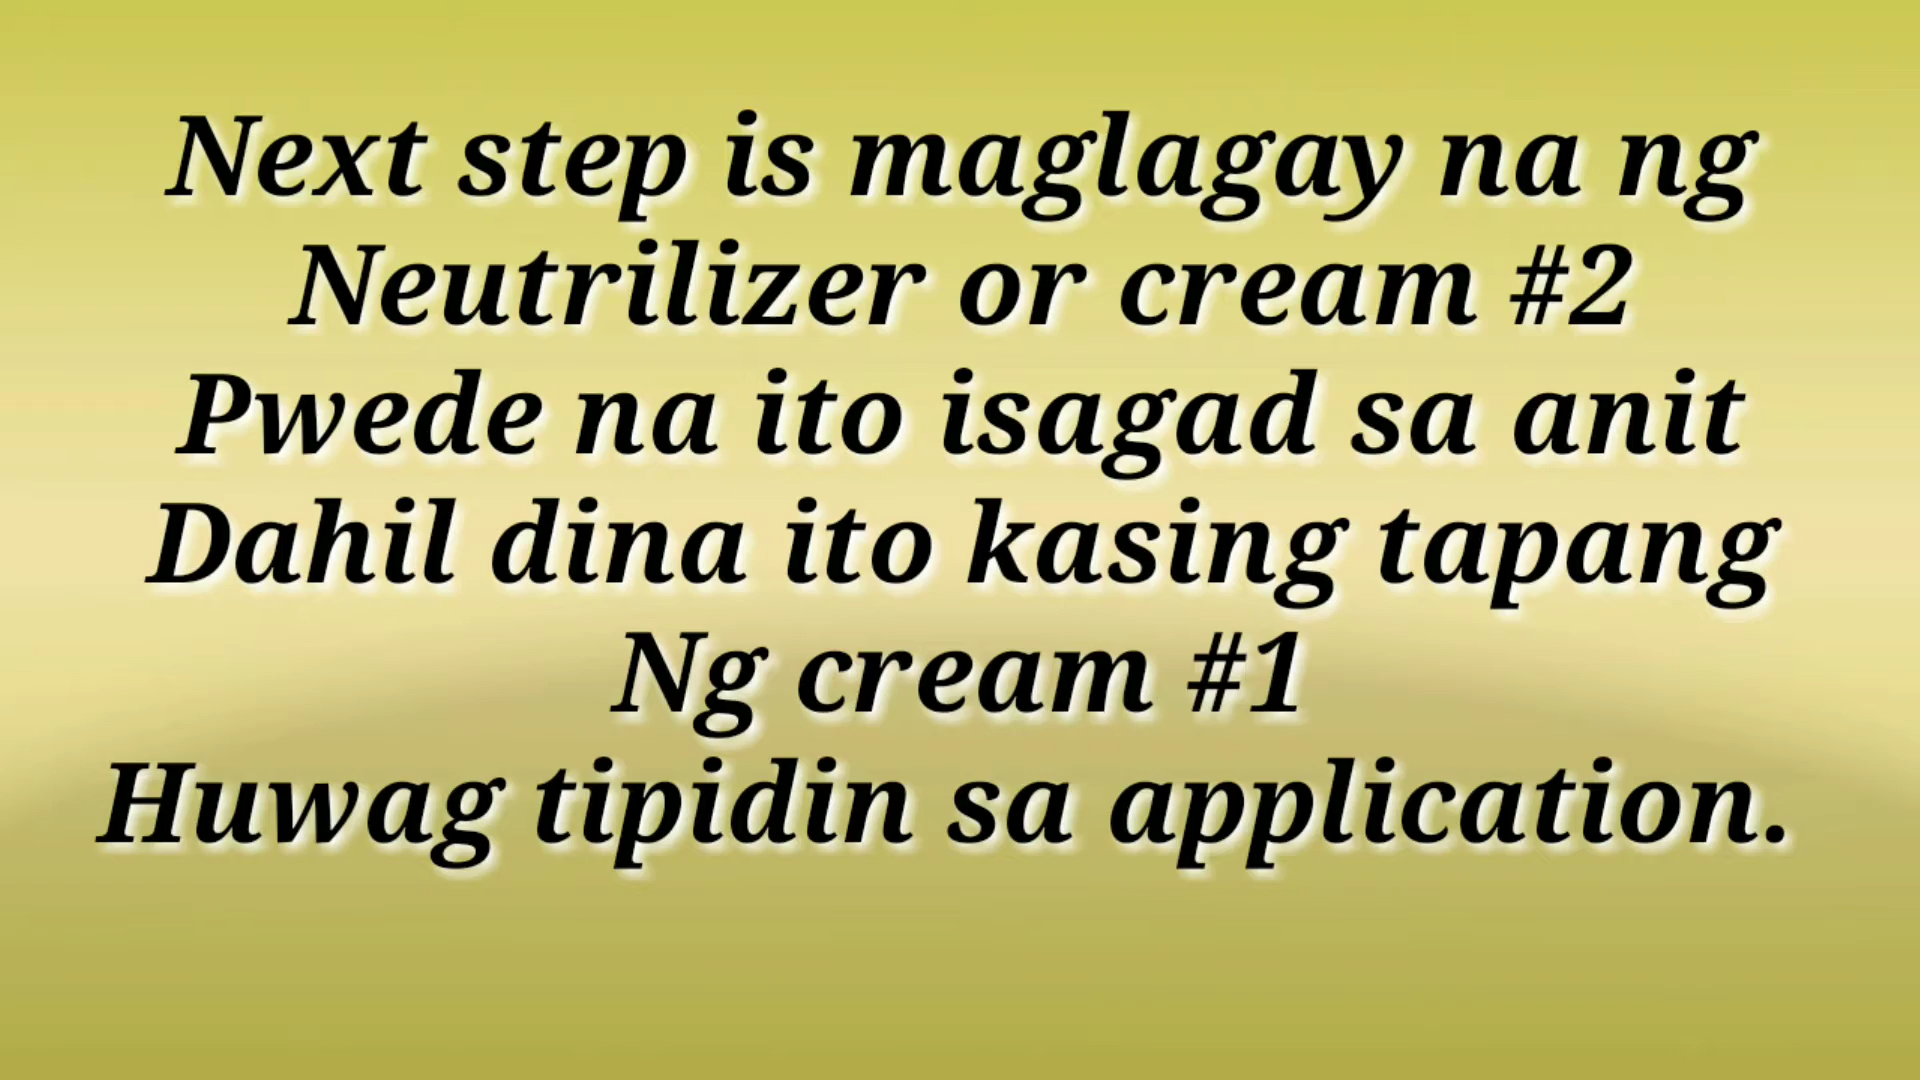 Next step is maglagay na ng
Neutrilizer or cream #2
Pwede na ito isagad sa anit
Dahil dina ito kasing tapang
Ng cream #1
Huwag tipidin sa application.